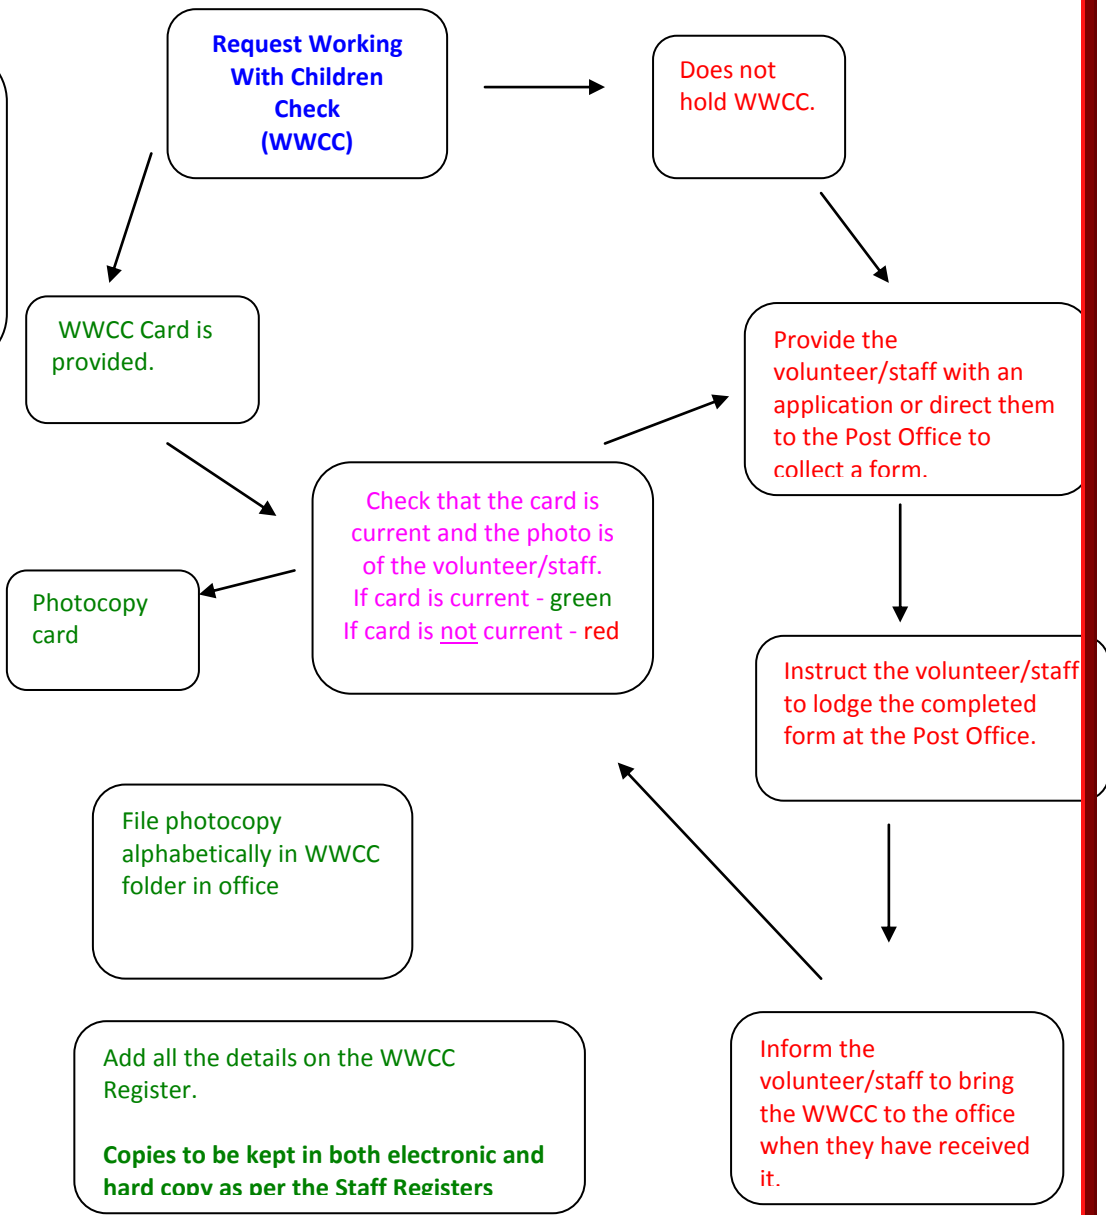 Request Working
With Children
Check
(WWCC)
Does not
hold WWCC.
WWCC Card is
provided.
Provide the
volunteer/staff with an
application or direct them
to the Post Office to
collect a form.
Check that the card is
current and the photo is
of the volunteer/staff.
If card is current - green
If card is not current - red
Photocopy
card
Instruct the volunteer/staff
to lodge the completed
form at the Post Office.
File photocopy
alphabetically in WWCC
folder in office
Add all the details on the WWCC
Register.
Copies to be kept in both electronic and
hard copy as per the Staff Registers
Inform the
volunteer/staff to bring
the WWCC to the office
when they have received
it.